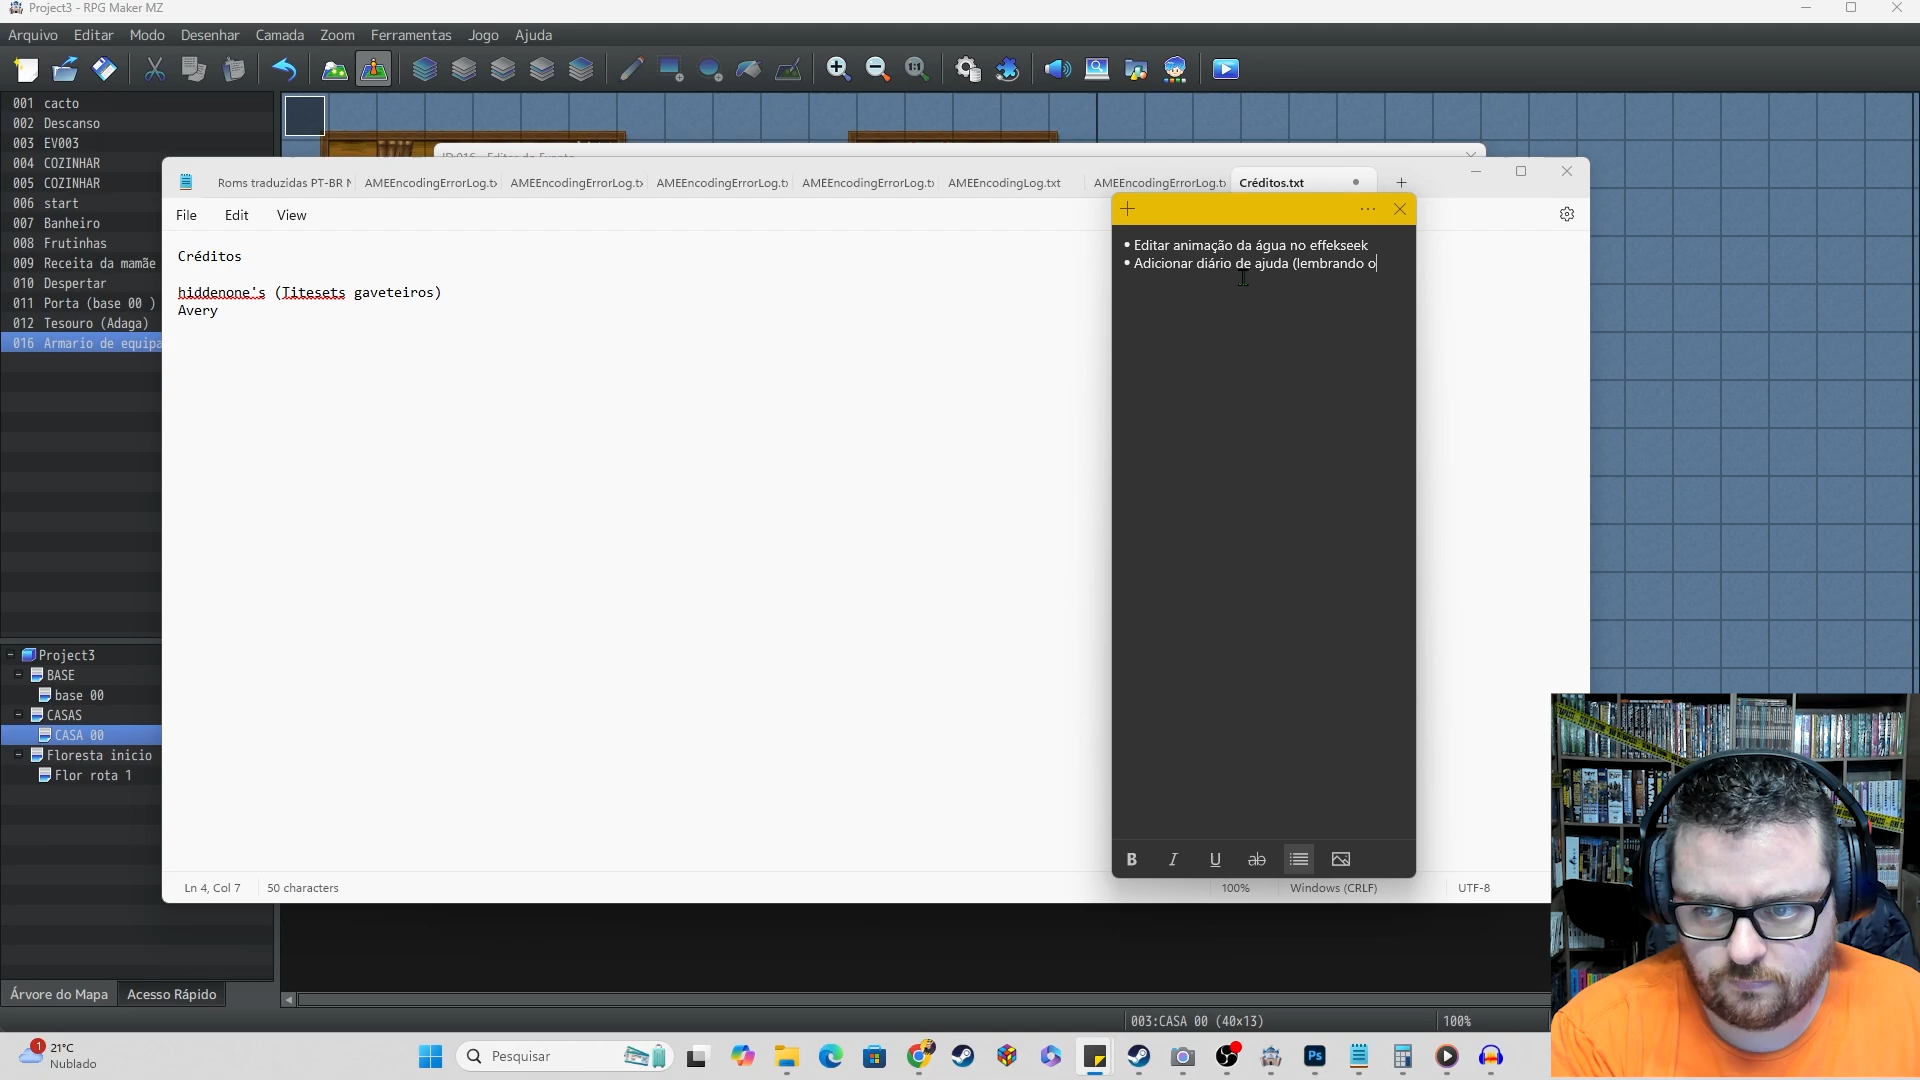 Project3 - RPG Maker MZ
Arquivo Editar Modo Desenhar Camada Zoom Ferramentas Jogo Ajuda
001 cacto
002 Descanso
003 EV003
004 COZINHAR
005 COZINHAR
006 start
007 Banheiro
008 Frutinhas
009 Receita da mamãe
010 Despertar
011 Porta (base 00 )
012 Tesouro (Adaga)
016 Armario de equipa
Roms traduzidas PT-BR AMEEncodingErrorLog.t AMEEncodingErrorLog.t AMEEncodingErrorLog.t AMEEncodingErrorLog.t AMEEncodingLog.txt AMEEncodingErrorLog.t Créditos.txt
File Edit View
Créditos
hiddenone's (Titesets gaveteiros)
Avery
• Editar animação da água no effekseek
• Adicionar diário de ajuda (lembrando o
B I U ab
Ln 4, Col 7 50 characters 100% Windows (CRLF) UTF-8
Project3
BASE
base 00
CASAS
CASA 00
Floresta inicio
Flor rota 1
Árvore do Mapa Acesso Rápido
003:CASA 00 (40x13) 100%
1
21°C
Nublado
Pesquisar
Ps